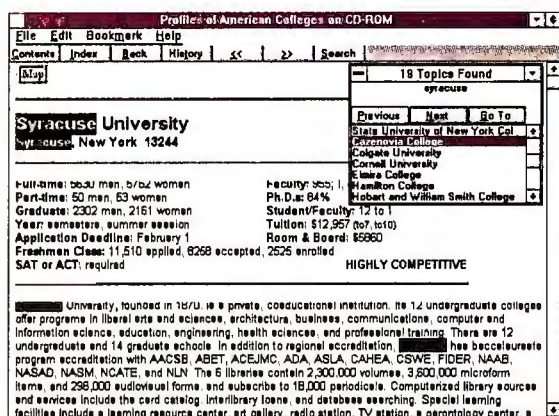 Profiles of American Colleges on CD-ROM
File Edit Bookmark Help
Contents Index Back History << >> Search
Map
19 Topics Found
syracuse
Previous Next Go To
State University of New York Col
Cazenovia College
Colgate University
Cornell University
Elmira College
Hamilton College
Hobart and William Smith College
Syracuse University
Syracuse, New York 13244
Full-time: 5630 men, 5762 women Faculty: 955; I,
Part-time: 50 men, 53 women Ph.D.s: 84%
Graduate: 2302 men, 2151 women Student/Faculty: 12 to 1
Year: semesters, summer session Tuition: $12,957 (to7, to10)
Application Deadline: February 1 Room & Board: $5860
Freshmen Class: 11,510 applied, 8258 accepted, 2525 enrolled
SAT or ACT: required HIGHLY COMPETITIVE
University, founded in 1870, is a private, coeducational institution. Its 12 undergraduate colleges
offer programs in liberal arts and sciences, architecture, business, communications, computer and
information science, education, engineering, health sciences, and professional training. There are 12
undergraduate and 14 graduate schools. In addition to regional accreditation, has baccalaureate
program accreditation with AACSB, ABET, ACEJMC, ADA, ASLA, CAHEA, CSWE, FIDER, NAAB,
NASAD, NASM, NCATE, and NLN The 6 libraries contain 2,300,000 volumes, 3,600,000 microform
items, and 298,000 audiovisual forms, and subscribe to 18,000 periodicals. Computerized library sources
and services include the card catalog, interlibrary loans, and database searching. Special learning
facilities include a learning resource center, art gallery, radio station, TV station, a gerontology center, a